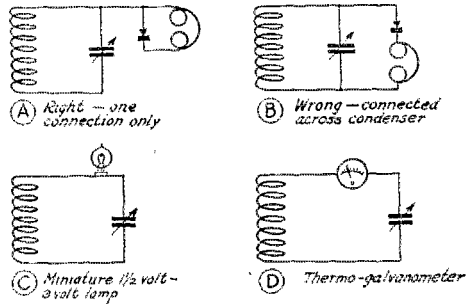 A Right — one
connection only
B Wrong — connected
across condenser
C Miniature 1½ volt —
3 volt lamp
D Thermo-galvanometer